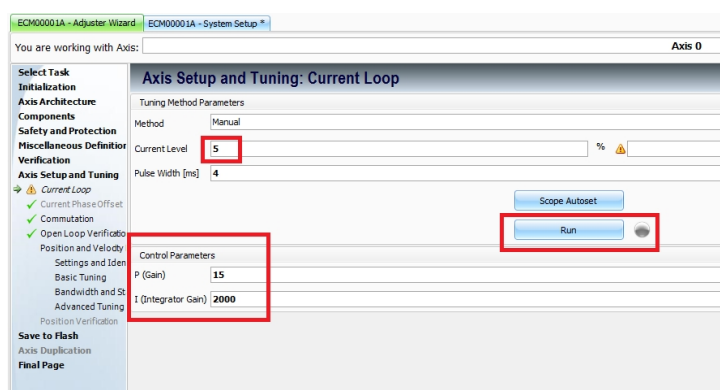 ECM00001A - Adjuster Wizard ECM00001A - System Setup *
You are working with Axis: Axis 0
Select Task
Initialization
Axis Architecture
Components
Safety and Protection
Miscellaneous Definition
Verification
Axis Setup and Tuning
Current Loop
Current Phase Offset
Commutation
Open Loop Verificatio
Position and Velocity
Settings and Iden
Basic Tuning
Bandwidth and St
Advanced Tuning
Position Verification
Save to Flash
Axis Duplication
Final Page
Axis Setup and Tuning: Current Loop
Tuning Method Parameters
Method Manual
Current Level 5 %
Pulse Width [ms] 4
Scope Autoset
Run
Control Parameters
P (Gain) 15
I (Integrator Gain) 2000